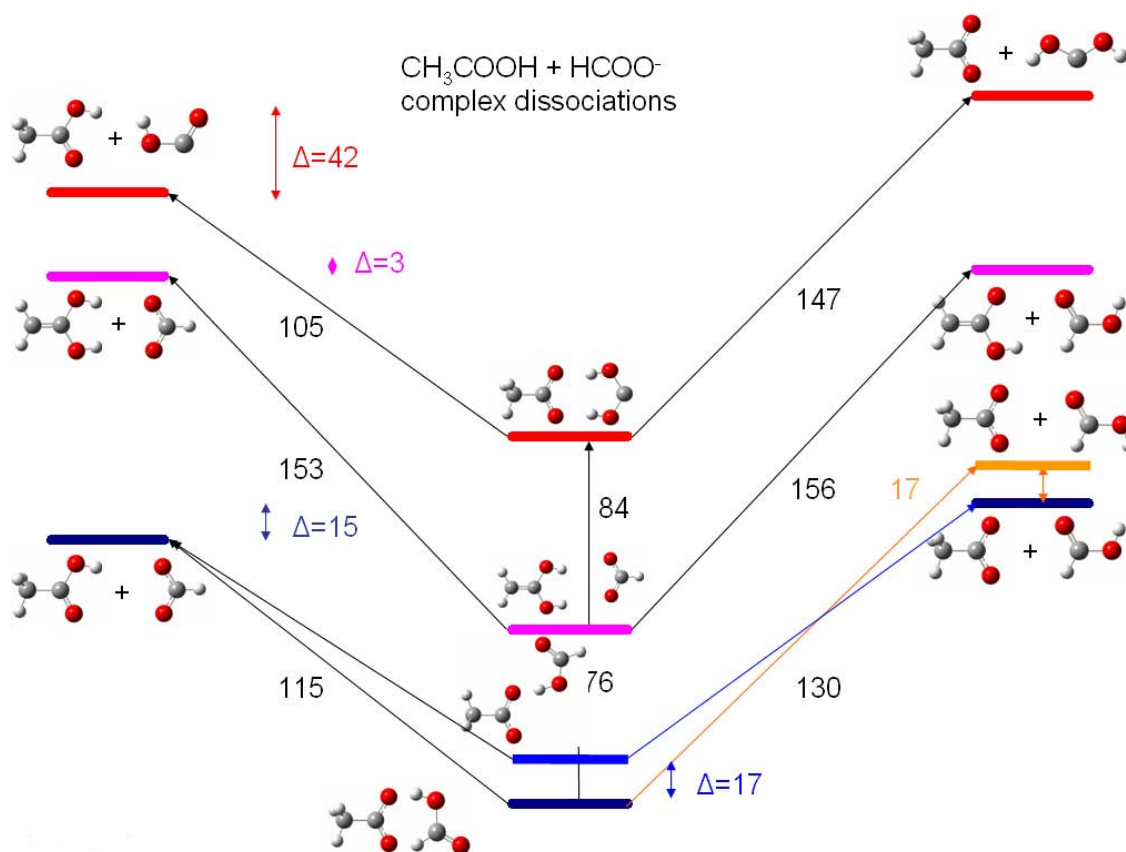 CH₃COOH + HCOO⁻
complex dissociations
+
+
Δ=42
Δ=3
105
147
+
+
+
153
84
156
17
Δ=15
+
+
115
76
130
Δ=17